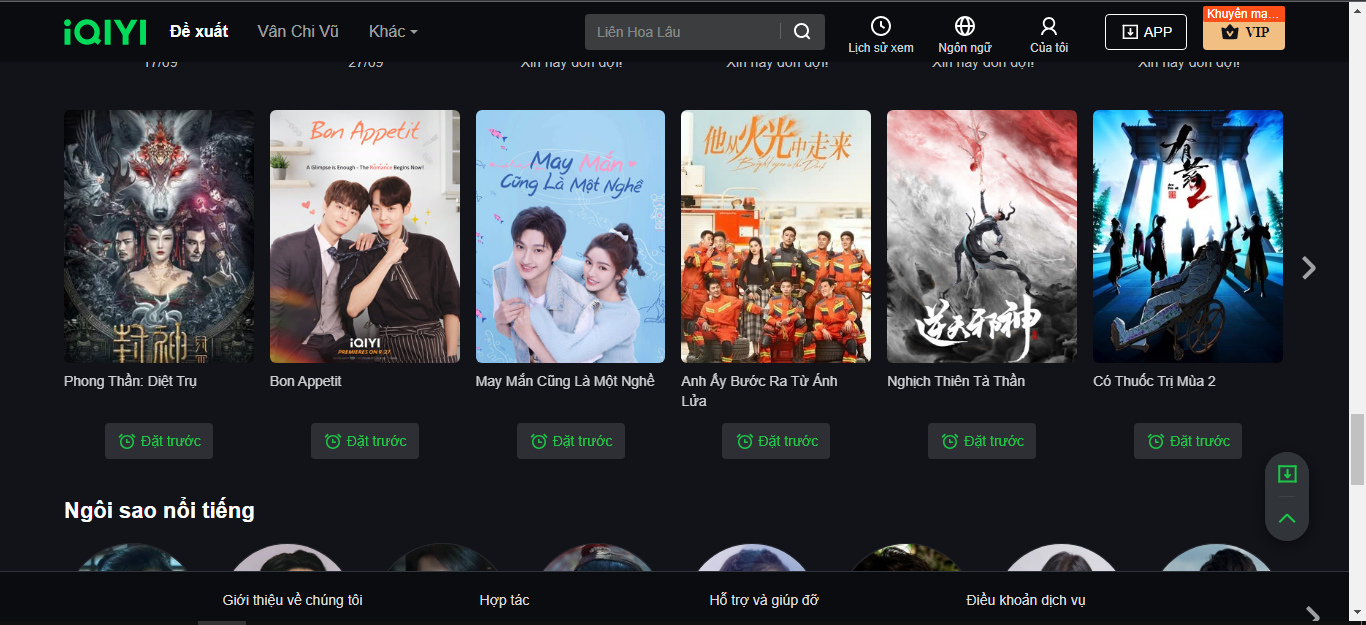 iQIYI
Đề xuất
Vân Chi Vũ
Khác
Liên Hoa Lâu
Lịch sử xem
Ngôn ngữ
Của tôi
APP
Khuyến mạ...
VIP
17/09
27/09
Xin hãy đón đợi!
Xin hãy đón đợi!
Xin hãy đón đợi!
Xin hãy đón đợi!
封神
Bon Appetit
A Glimpse is Enough - The Romance Begins Now!
iQIYI
PREMIERES ON 9.27
May Mắn
Cũng Là Một Nghề
他从火光中走来
逆天邪神
有药
2
Phong Thần: Diệt Trụ
Bon Appetit
May Mắn Cũng Là Một Nghề
Anh Ấy Bước Ra Từ Ánh
Lửa
Nghịch Thiên Tà Thần
Có Thuốc Trị Mùa 2
Đặt trước
Đặt trước
Đặt trước
Đặt trước
Đặt trước
Đặt trước
Ngôi sao nổi tiếng
Giới thiệu về chúng tôi
Hợp tác
Hỗ trợ và giúp đỡ
Điều khoản dịch vụ